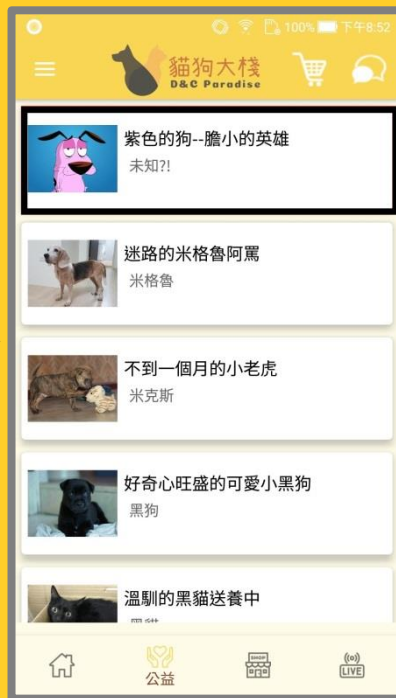 100% 下午8:52
貓狗大棧
D&C Paradise
紫色的狗--膽小的英雄
未知?!
迷路的米格魯阿罵
米格魯
不到一個月的小老虎
米克斯
好奇心旺盛的可愛小黑狗
黑狗
溫馴的黑貓送養中
黑貓
公益
SHOP
LIVE